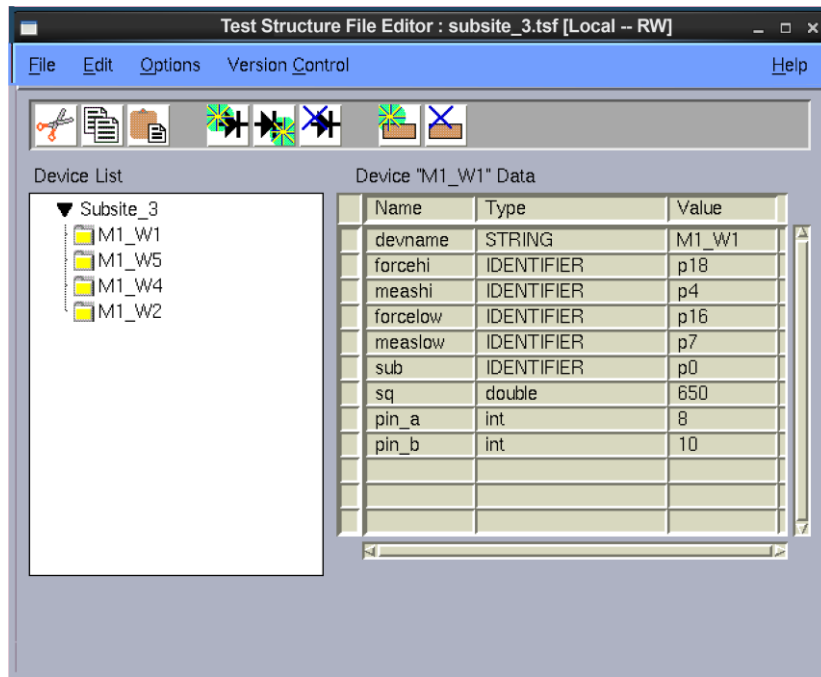 Test Structure File Editor : subsite_3.tsf [Local -- RW]
File Edit Options Version Control Help
Device List
Subsite_3
M1_W1
M1_W5
M1_W4
M1_W2
Device "M1_W1" Data
Name Type Value
devname STRING M1_W1
forcehi IDENTIFIER p18
meashi IDENTIFIER p4
forcelow IDENTIFIER p16
measlow IDENTIFIER p7
sub IDENTIFIER p0
sq double 650
pin_a int 8
pin_b int 10